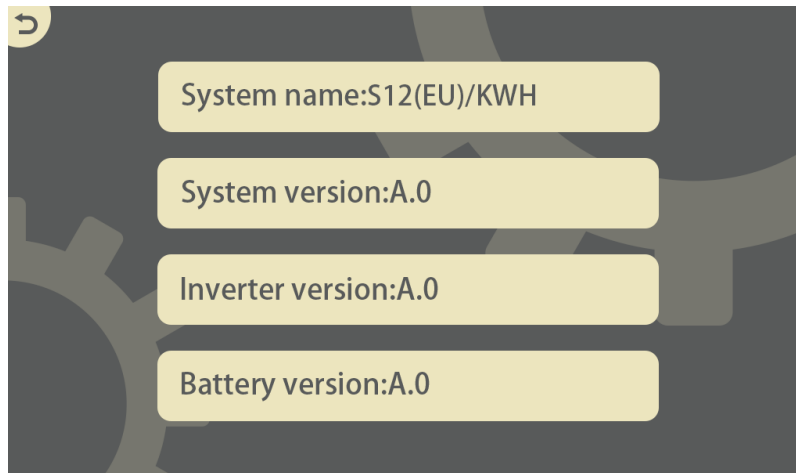 System name:S12(EU)/KWH
System version:A.0
Inverter version:A.0
Battery version:A.0